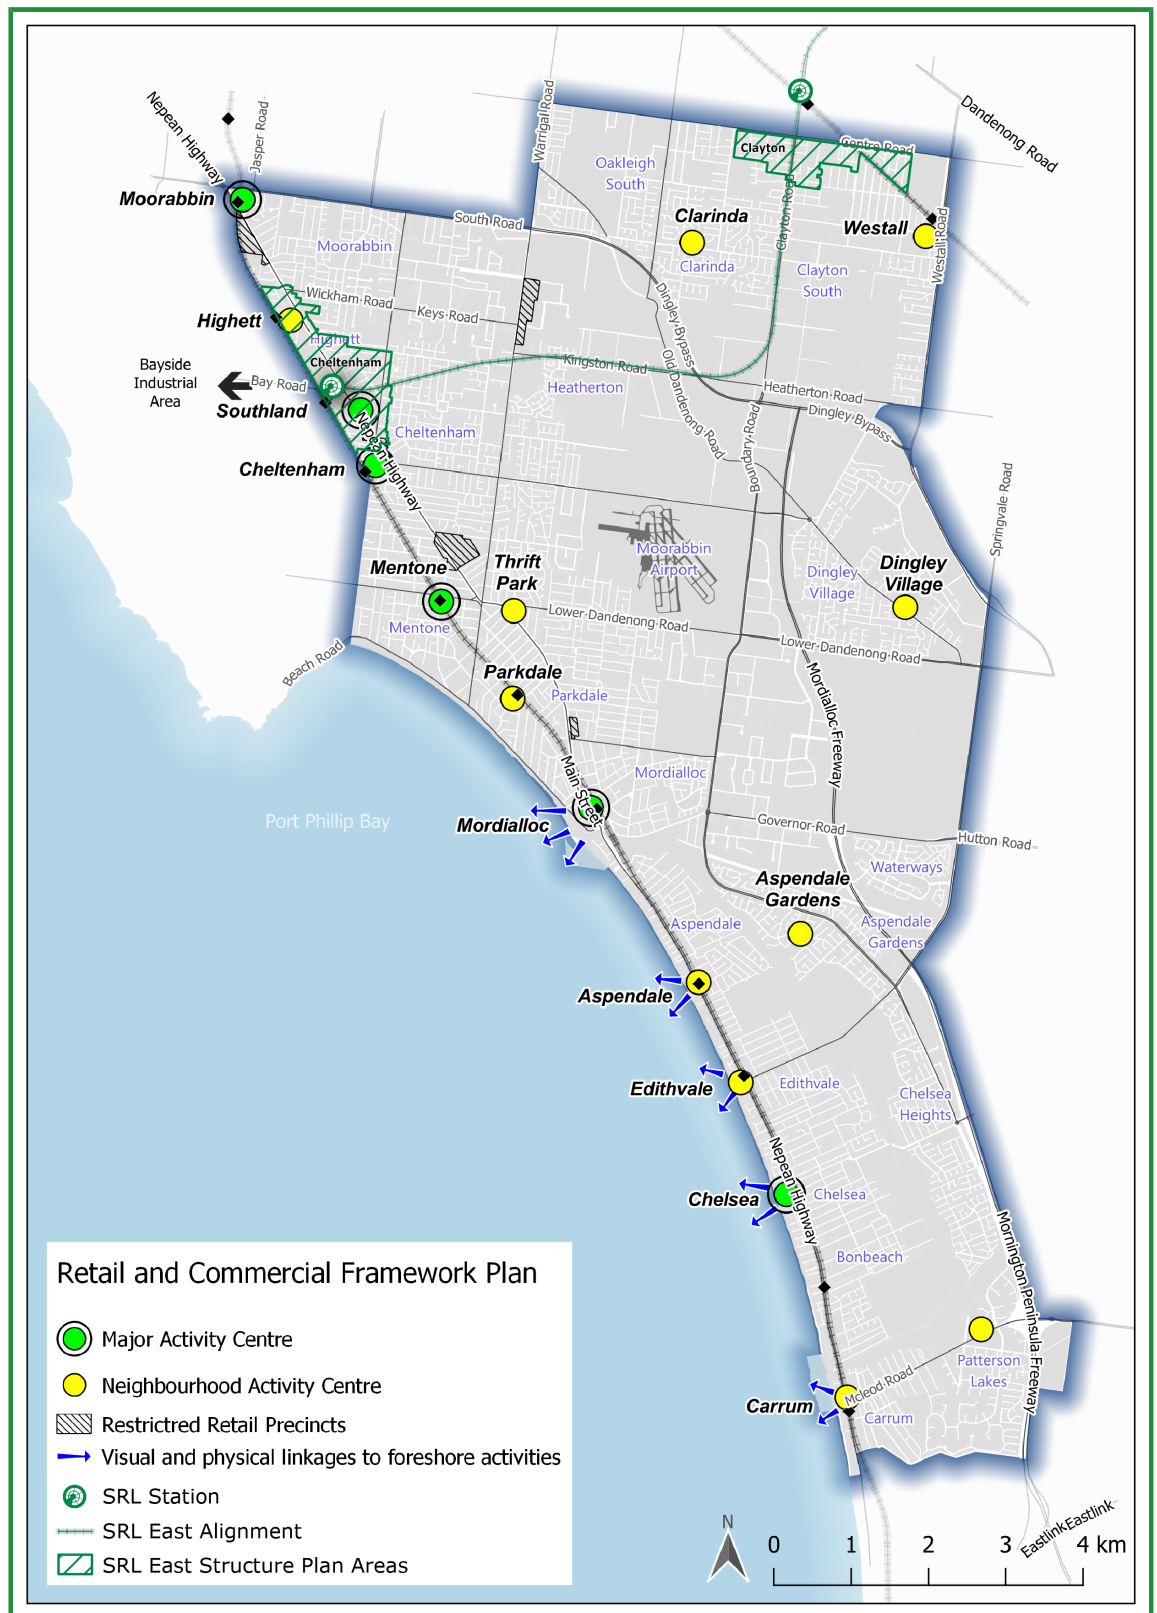 Nepean Highway
Jasper Road
Warrigal Road
Dandenong Road
Centre Road
Clayton
Oakleigh
South
Moorabbin
South Road
Clarinda
Clayton Road
Westall
Westall Road
Moorabbin
Clarinda
Clayton
South
Wickham Road
Keys Road
Dingley Bypass
Highett
Highett
Cheltenham
Bayside
Industrial
Area
Bay Road
Kingston Road
Old Dandenong Road
Heatherton
Heatherton Road
Dingley Bypass
Southland
Nepean Highway
Cheltenham
Boundary Road
Cheltenham
Springvale Road
Moorabbin
Airport
Mentone
Thrift
Park
Dingley
Village
Dingley
Village
Mentone
Lower Dandenong Road
Lower Dandenong Road
Beach Road
Parkdale
Parkdale
Mordialloc Freeway
Main Street
Mordialloc
Port Phillip Bay
Mordialloc
Governor Road
Hutton Road
Waterways
Aspendale
Gardens
Aspendale
Aspendale
Gardens
Aspendale
Edithvale
Edithvale
Chelsea
Heights
Nepean Highway
Chelsea
Chelsea
Bonbeach
Mornington Peninsula Freeway
Patterson
Lakes
Mcleod Road
Carrum
Carrum
Eastlink
Eastlink
Retail and Commercial Framework Plan
Major Activity Centre
Neighbourhood Activity Centre
Restrictred Retail Precincts
Visual and physical linkages to foreshore activities
SRL Station
SRL East Alignment
SRL East Structure Plan Areas
N
0 1 2 3 4 km